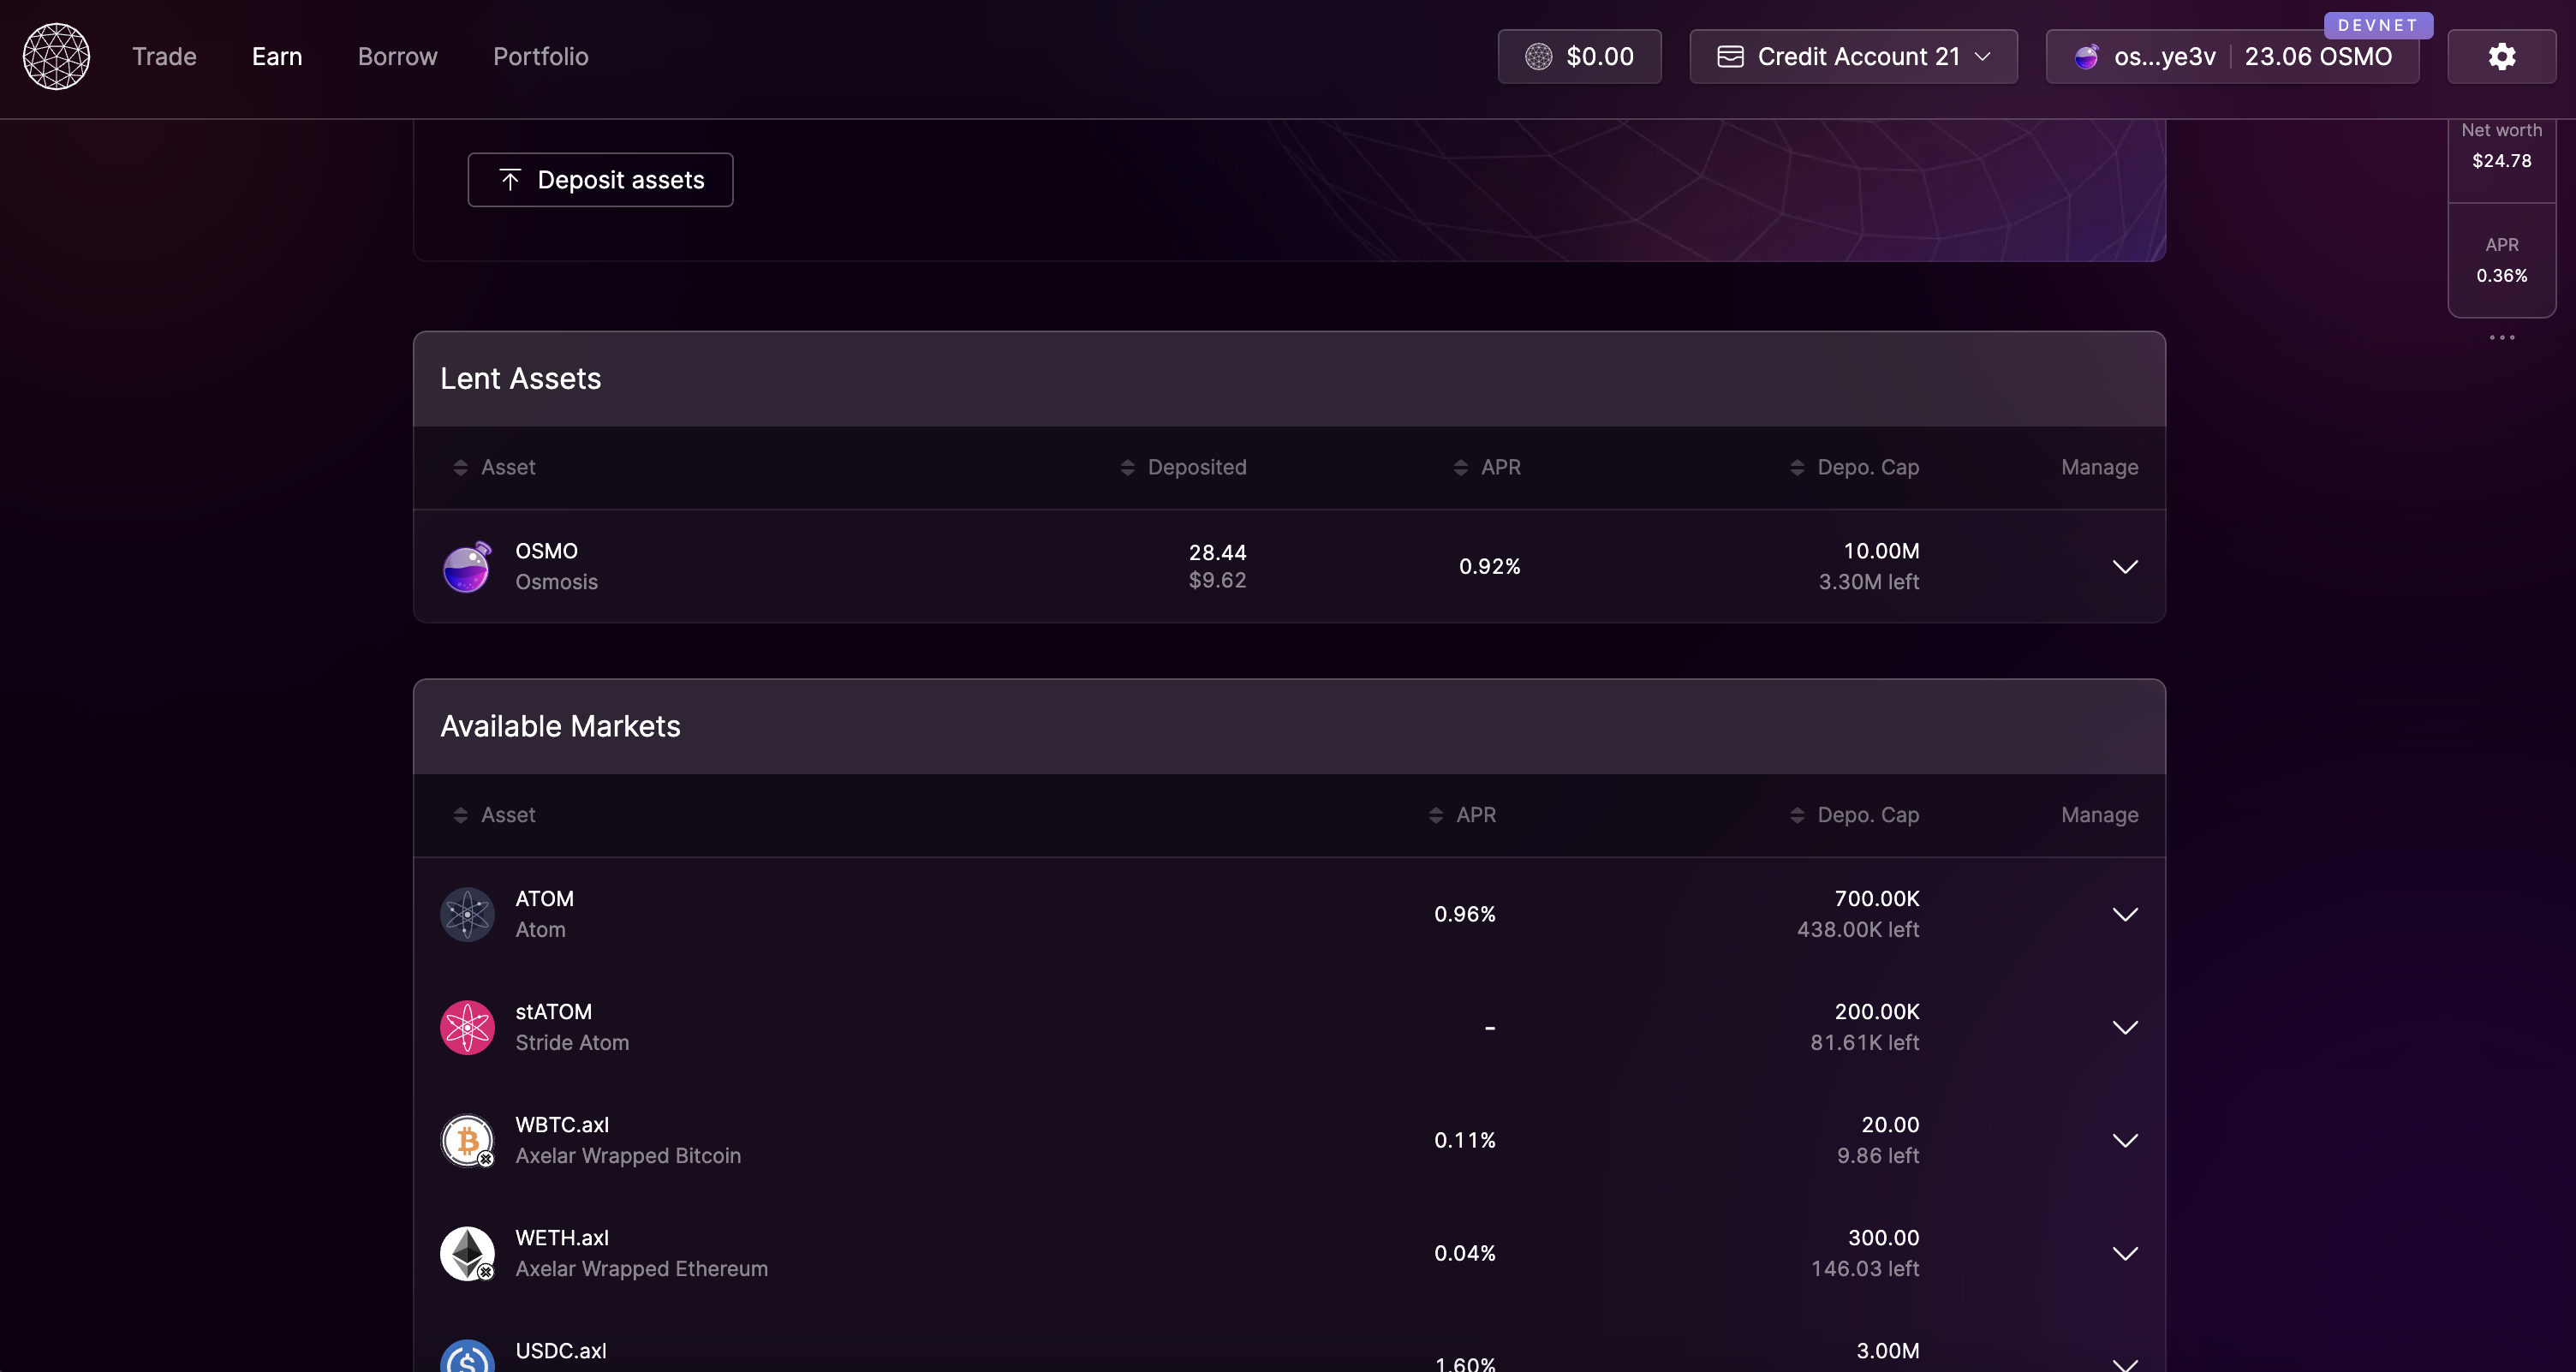 DEVNET
Trade Earn Borrow Portfolio $0.00 Credit Account 21 os...ye3v 23.06 OSMO
Net worth
$24.78
APR
0.36%
Deposit assets
Lent Assets
Asset Deposited APR Depo. Cap Manage
OSMO 28.44 0.92% 10.00M
Osmosis $9.62 3.30M left
Available Markets
Asset APR Depo. Cap Manage
ATOM 0.96% 700.00K
Atom 438.00K left
stATOM - 200.00K
Stride Atom 81.61K left
WBTC.axl 0.11% 20.00
Axelar Wrapped Bitcoin 9.86 left
WETH.axl 0.04% 300.00
Axelar Wrapped Ethereum 146.03 left
USDC.axl 1.60% 3.00M